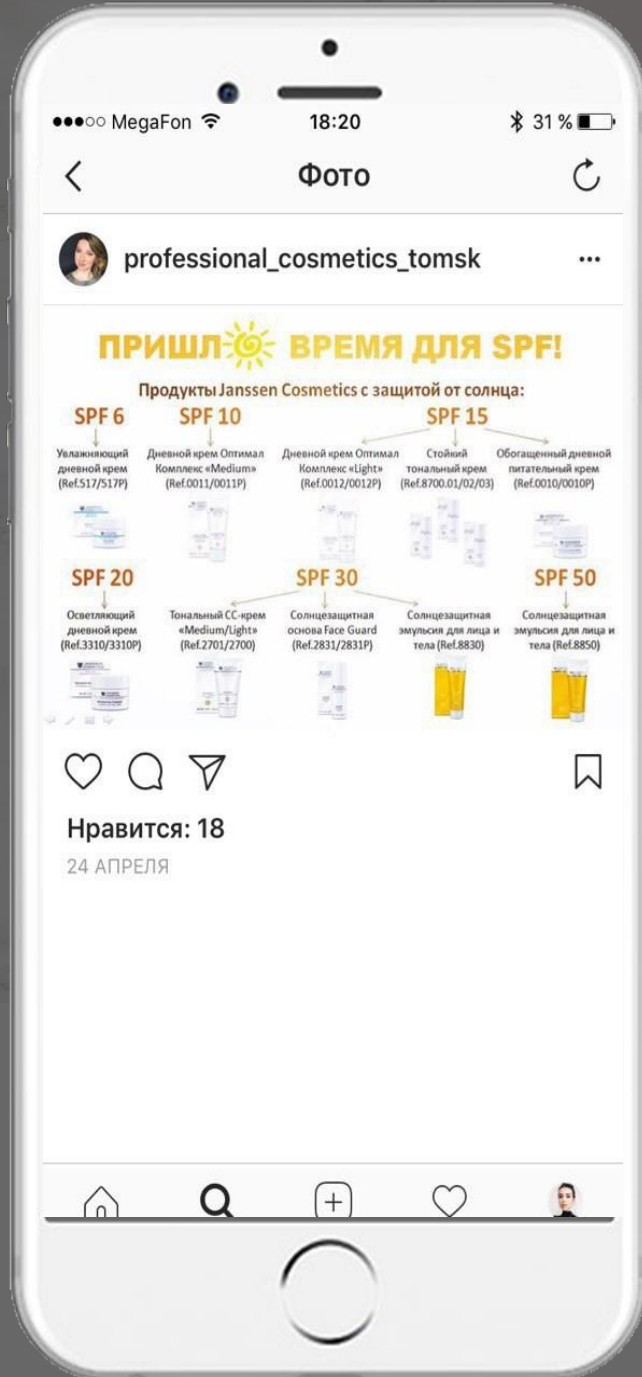 MegaFon 18:20 31 %
Фото
professional_cosmetics_tomsk
ПРИШЛО ВРЕМЯ ДЛЯ SPF!
Продукты Janssen Cosmetics с защитой от солнца:
SPF 6 SPF 10 SPF 15
Увлажняющий дневной крем (Ref.517/517P)
Дневной крем Оптимал Комплекс «Medium» (Ref.0011/0011P)
Дневной крем Оптимал Комплекс «Light» (Ref.0012/0012P)
Стойкий тональный крем (Ref.8700.01/02/03)
Обогащенный дневной питательный крем (Ref.0010/0010P)
SPF 20 SPF 30 SPF 50
Осветляющий дневной крем (Ref.3310/3310P)
Тональный CC-крем «Medium/Light» (Ref.2701/2700)
Солнцезащитная основа Face Guard (Ref.2831/2831P)
Солнцезащитная эмульсия для лица и тела (Ref.8830)
Солнцезащитная эмульсия для лица и тела (Ref.8850)
Нравится: 18
24 АПРЕЛЯ